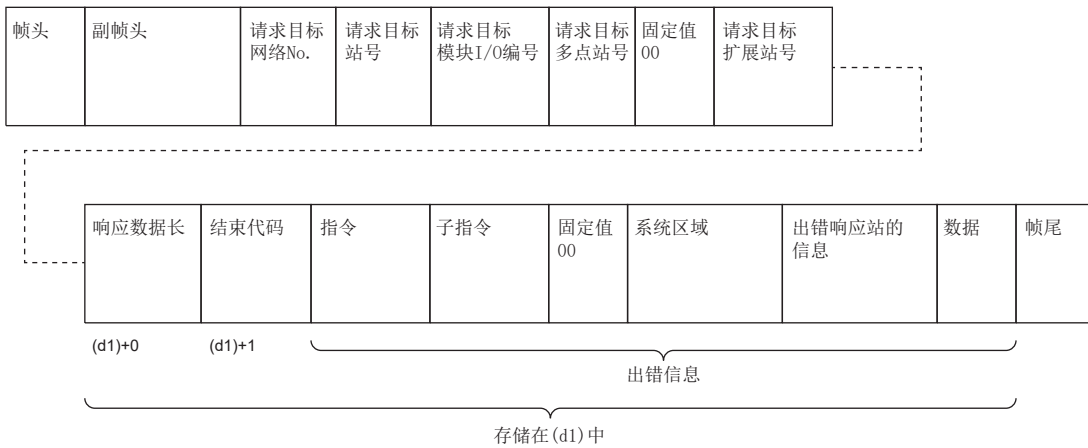 帧头
副帧头
请求目标
网络No.
请求目标
站号
请求目标
模块I/O编号
请求目标
多点站号
固定值
00
请求目标
扩展站号
响应数据长
结束代码
指令
子指令
固定值
00
系统区域
出错响应站的
信息
数据
帧尾
(d1)+0
(d1)+1
出错信息
存储在(d1)中